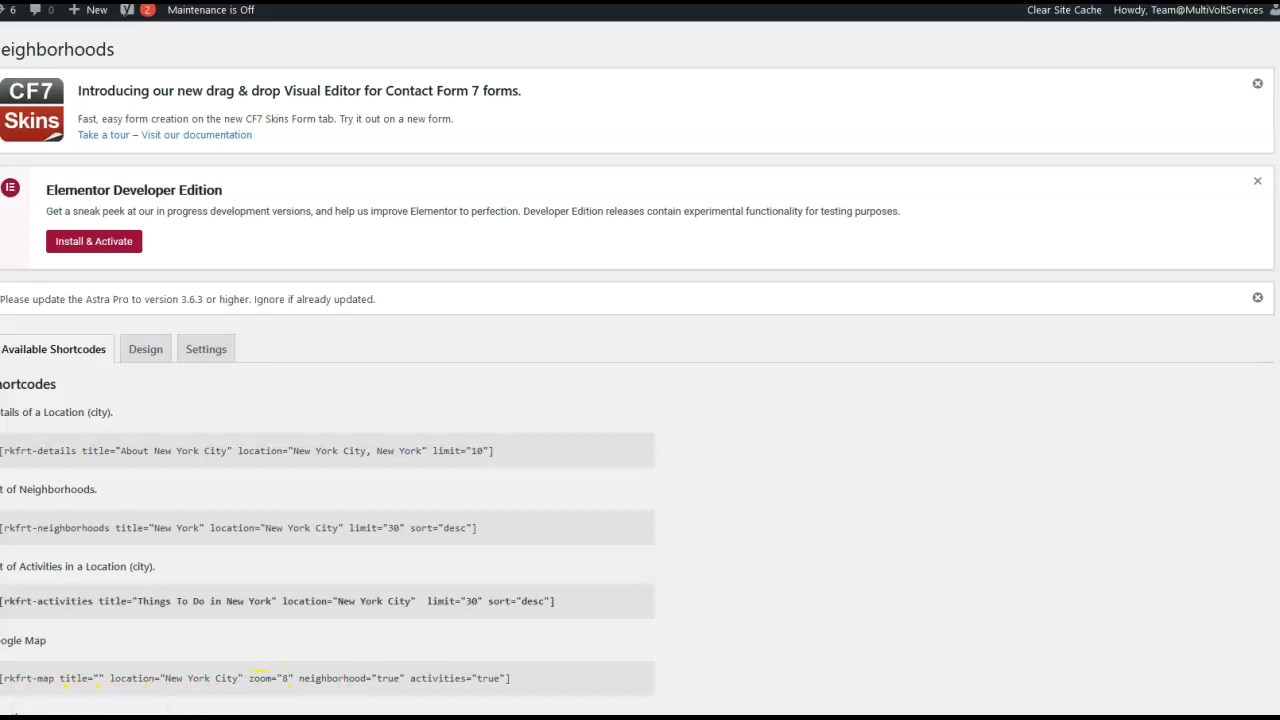 6 0 New 2 Maintenance is Off Clear Site Cache Howdy, Team@MultiVoltServices
eighborhoods
CF7 Skins
Introducing our new drag & drop Visual Editor for Contact Form 7 forms.
Fast, easy form creation on the new CF7 Skins Form tab. Try it out on a new form.
Take a tour – Visit our documentation
Elementor Developer Edition
Get a sneak peek at our in progress development versions, and help us improve Elementor to perfection. Developer Edition releases contain experimental functionality for testing purposes.
Install & Activate
Please update the Astra Pro to version 3.6.3 or higher. Ignore if already updated.
Available Shortcodes Design Settings
ortcodes
tails of a Location (city).
[rkfrt-details title="About New York City" location="New York City, New York" limit="10"]
t of Neighborhoods.
[rkfrt-neighborhoods title="New York" location="New York City" limit="30" sort="desc"]
t of Activities in a Location (city).
[rkfrt-activities title="Things To Do in New York" location="New York City"  limit="30" sort="desc"]
ogle Map
[rkfrt-map title="" location="New York City" zoom="8" neighborhood="true" activities="true"]